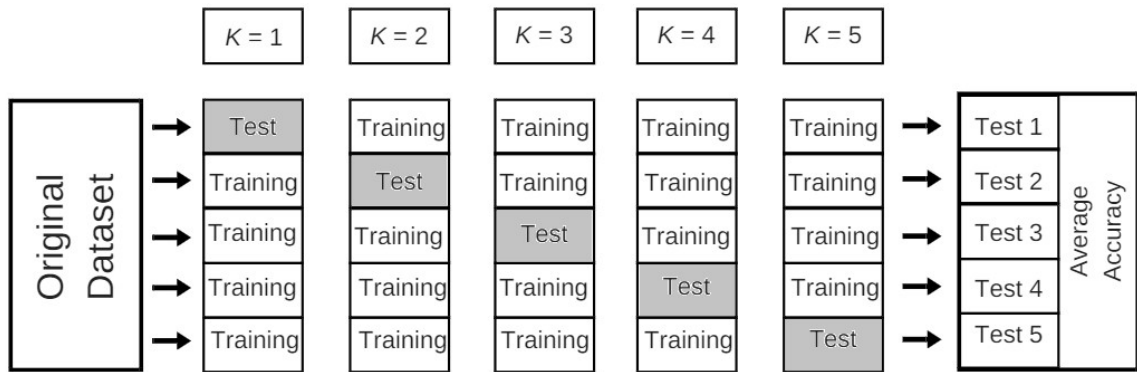 K = 1 K = 2 K = 3 K = 4 K = 5
Original
Dataset
Test Training Training Training Training Test 1
Training Test Training Training Training Test 2
Training Training Test Training Training Test 3
Training Training Training Test Training Test 4
Training Training Training Training Test Test 5
Average
Accuracy